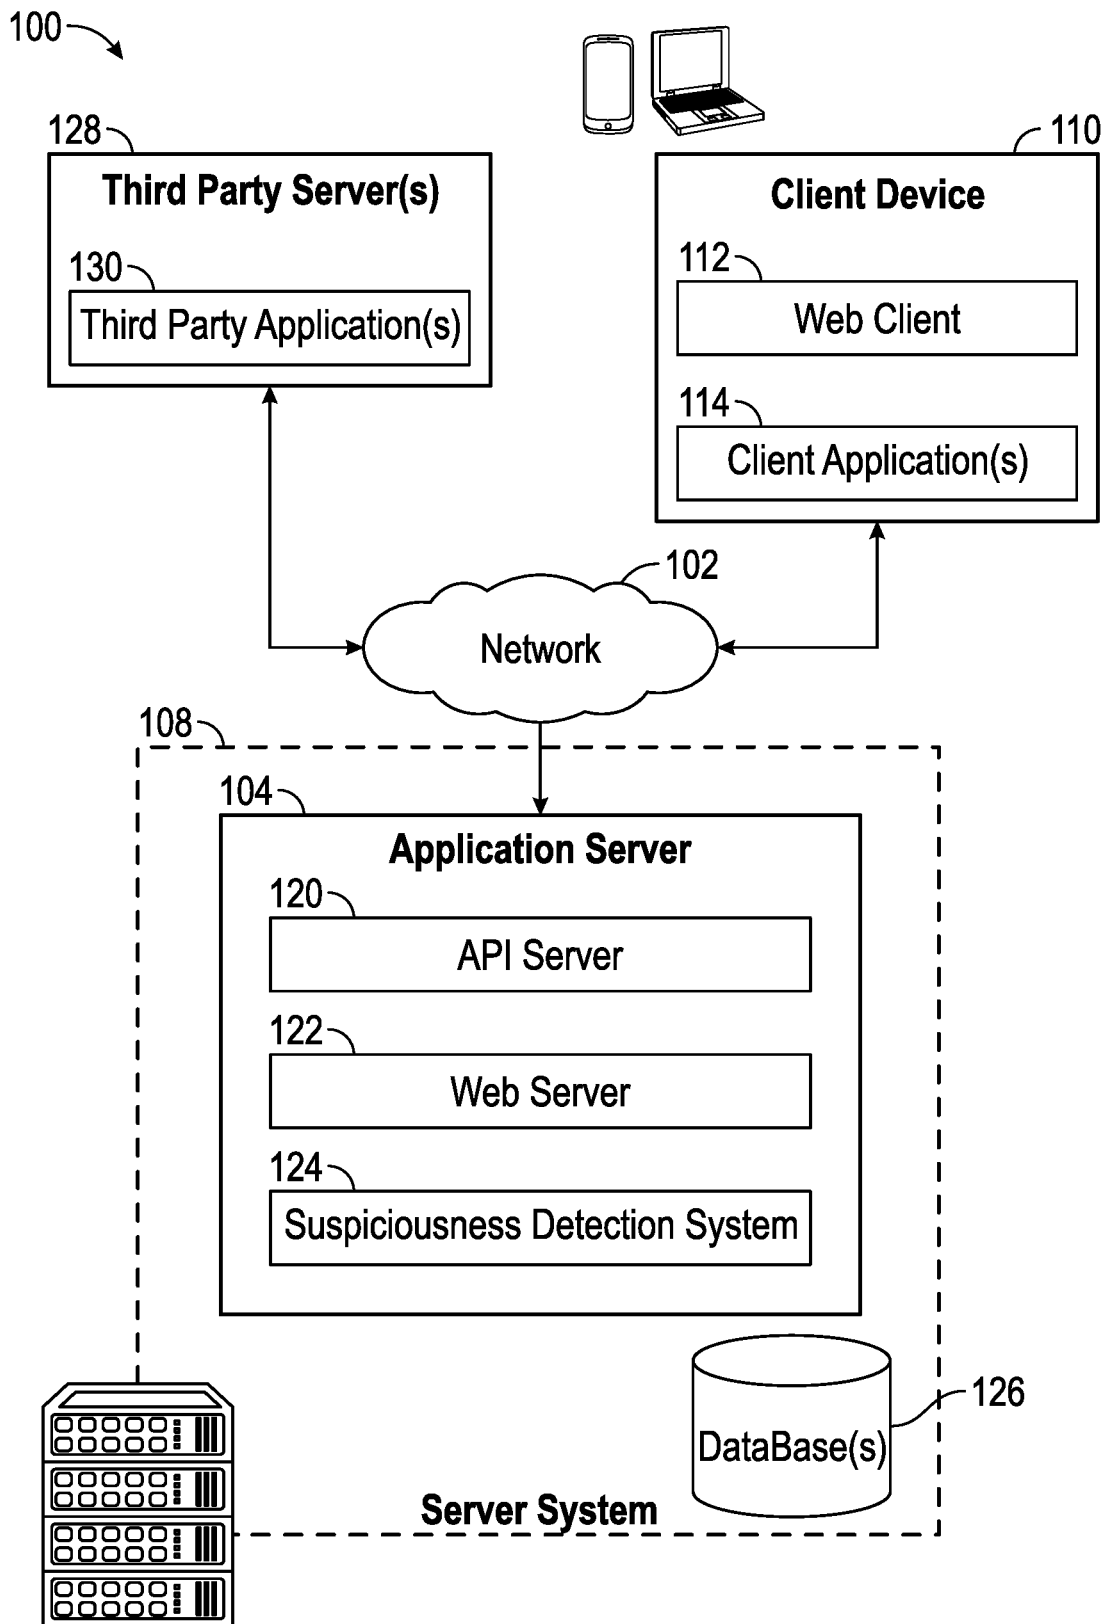 100
128
Third Party Server(s)
130
Third Party Application(s)
110
Client Device
112
Web Client
114
Client Application(s)
102
Network
108
104
Application Server
120
API Server
122
Web Server
124
Suspiciousness Detection System
126
DataBase(s)
Server System